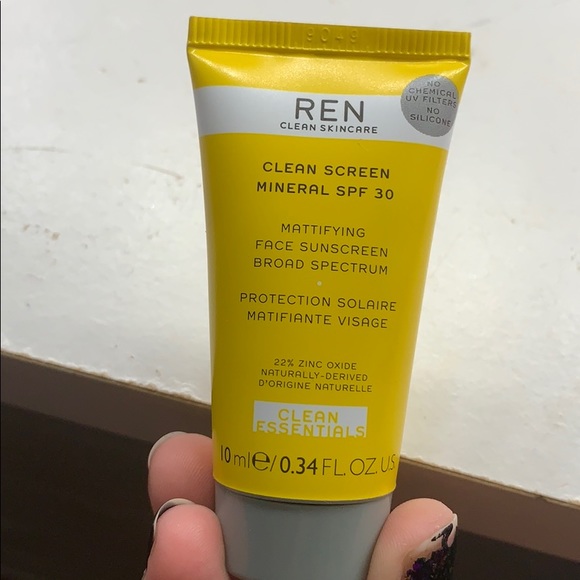 REN
CLEAN SKINCARE
NO
CHEMICAL
UV FILTERS
NO
SILICONE
CLEAN SCREEN
MINERAL SPF 30
MATTIFYING
FACE SUNSCREEN
BROAD SPECTRUM
PROTECTION SOLAIRE
MATIFIANTE VISAGE
22% ZINC OXIDE
NATURALLY-DERIVED
D'ORIGINE NATURELLE
CLEAN
ESSENTIALS
10 ml℮/0.34 FL. OZ. U.S.